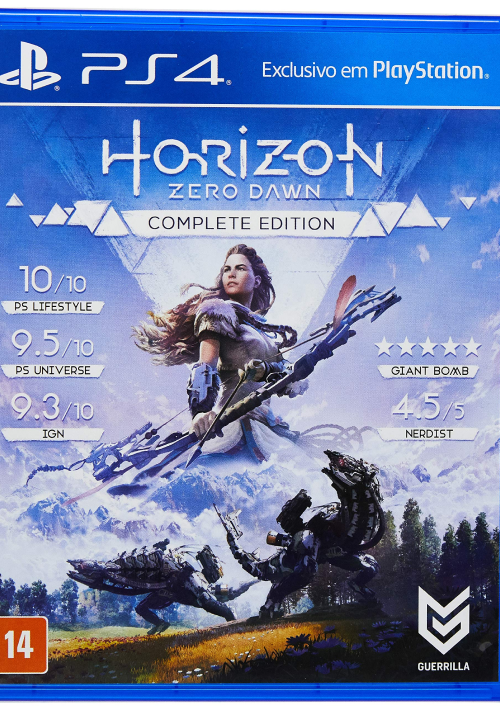 PS4 Exclusivo em PlayStation®
HORIZON
ZERO DAWN
COMPLETE EDITION
10/10
PS LIFESTYLE
9.5/10
PS UNIVERSE
9.3/10
IGN
★★★★★
GIANT BOMB
4.5/5
NERDIST
14
GUERRILLA